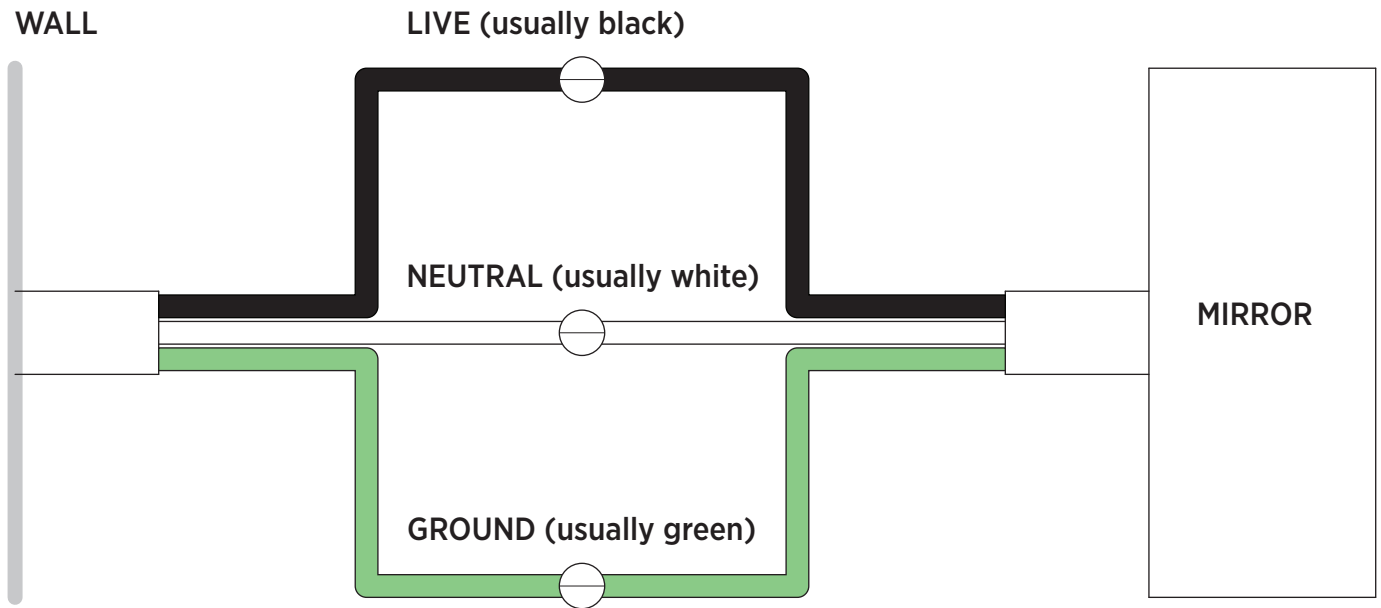 WALL
LIVE (usually black)
NEUTRAL (usually white)
MIRROR
GROUND (usually green)